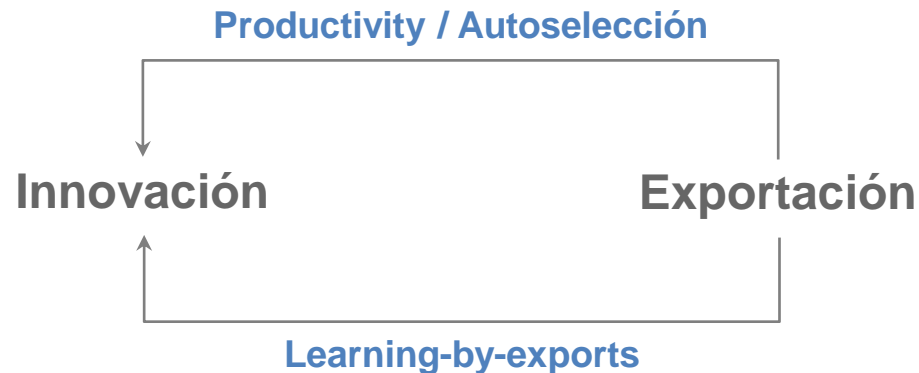 Productivity / Autoselección
Innovación
Exportación
Learning-by-exports